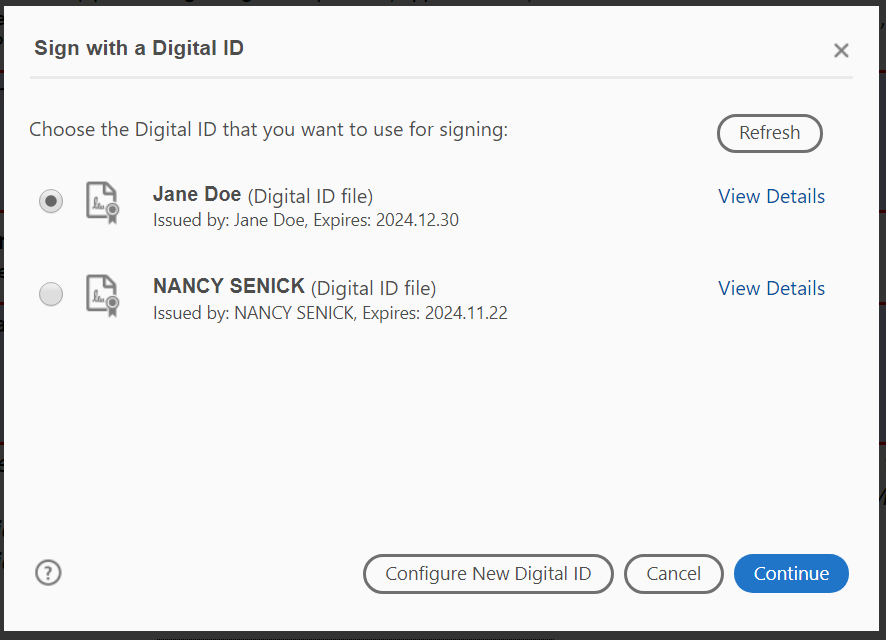 Sign with a Digital ID
Choose the Digital ID that you want to use for signing:
Refresh
Jane Doe (Digital ID file)
View Details
Issued by: Jane Doe, Expires: 2024.12.30
NANCY SENICK (Digital ID file)
View Details
Issued by: NANCY SENICK, Expires: 2024.11.22
?
Configure New Digital ID
Cancel
Continue